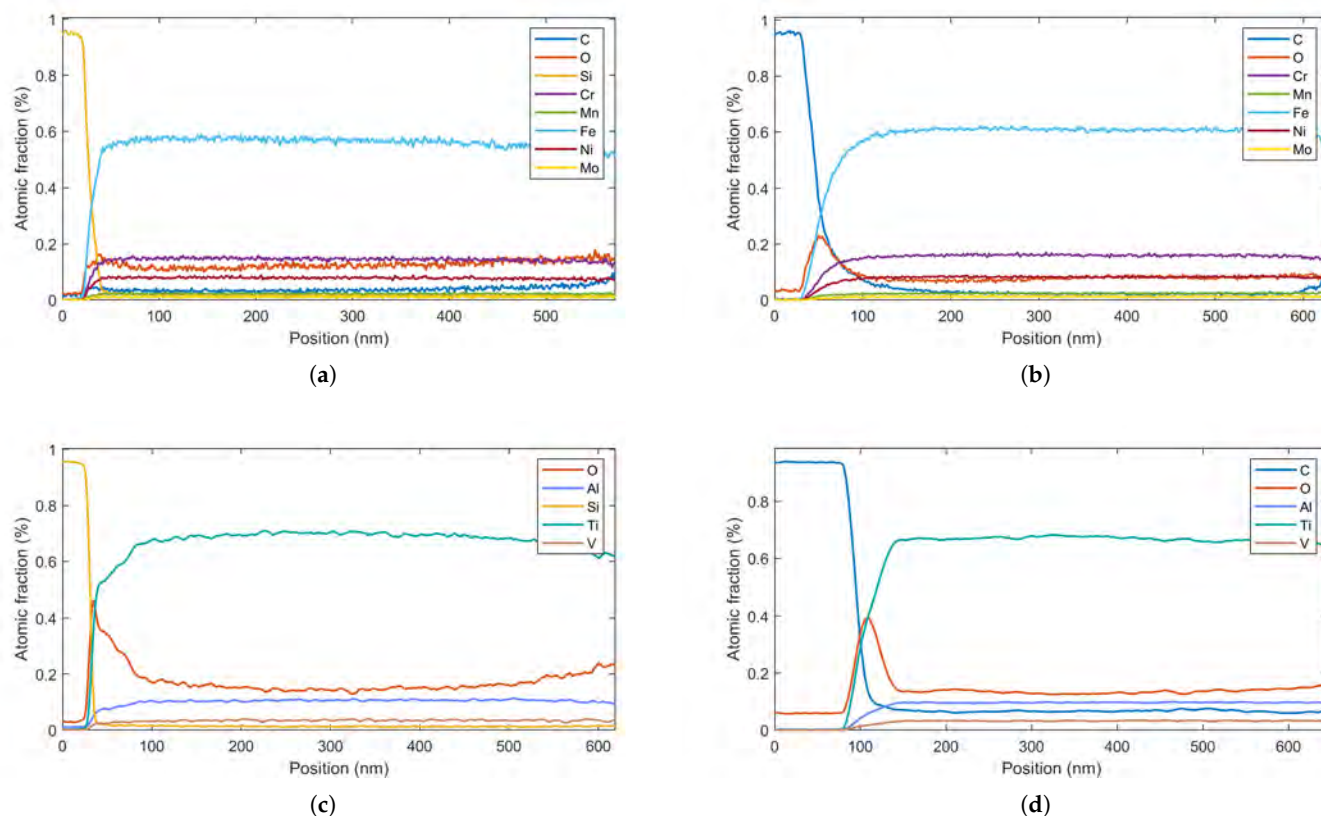 1
0.8
0.6
0.4
0.2
0
Atomic fraction (%)
0 100 200 300 400 500
Position (nm)
C
O
Si
Cr
Mn
Fe
Ni
Mo
(a)
1
0.8
0.6
0.4
0.2
0
Atomic fraction (%)
0 100 200 300 400 500 600
Position (nm)
C
O
Cr
Mn
Fe
Ni
Mo
(b)
1
0.8
0.6
0.4
0.2
0
Atomic fraction (%)
0 100 200 300 400 500 600
Position (nm)
O
Al
Si
Ti
V
(c)
0.8
0.6
0.4
0.2
0
Atomic fraction (%)
0 100 200 300 400 500 600
Position (nm)
C
O
Al
Ti
V
(d)